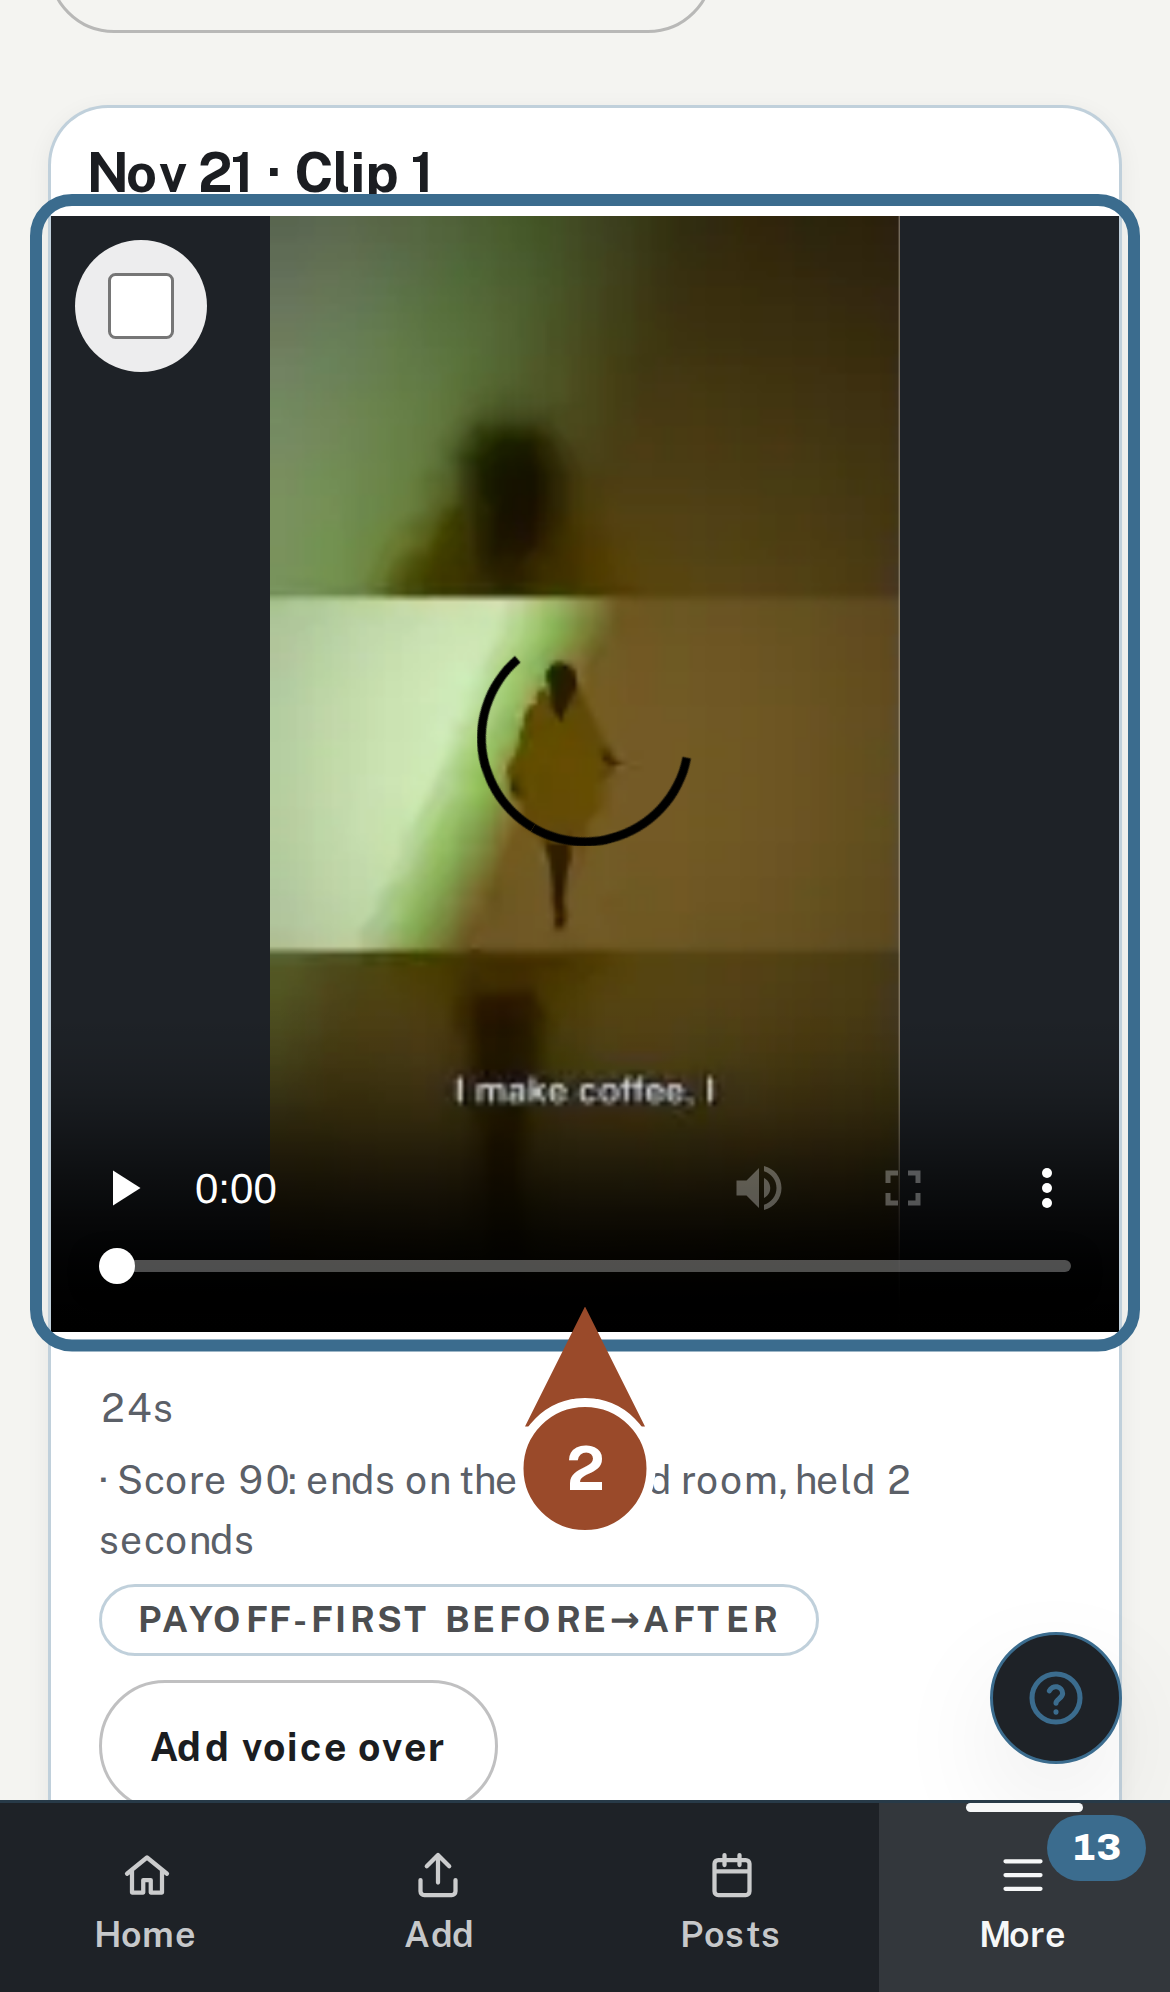 Nov 21 · Clip 1
I make coffee, I
0:00
24s
· Score 90: ends on the d room, held 2
seconds
2
PAYOFF-FIRST BEFORE→AFTER
Add voice over
13
Home
Add
Posts
More